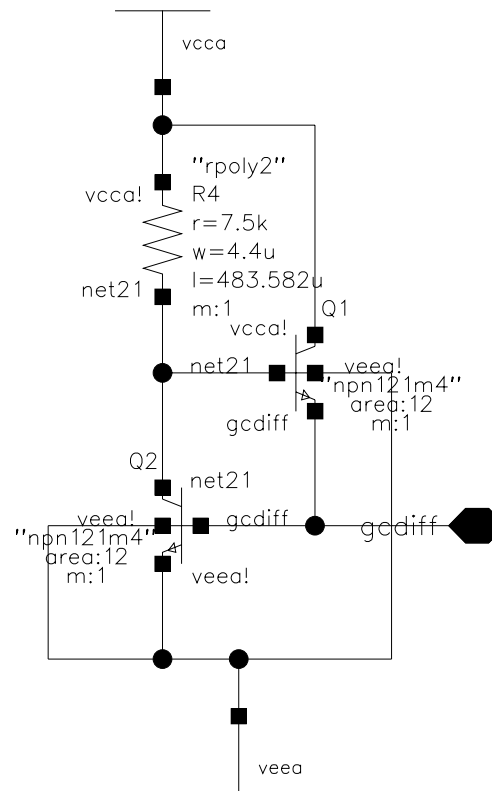 vcca
"rpoly2"
vcca!
R4
r=7.5k
w=4.4u
l=483.582u
net21
m:1
Q1
vcca!
net21
veea!
"npn121m4"
area:12
m:1
gcdiff
Q2
net21
veea!
gcdiff
gcdiff
"npn121m4"
area:12
m:1
veea!
veea